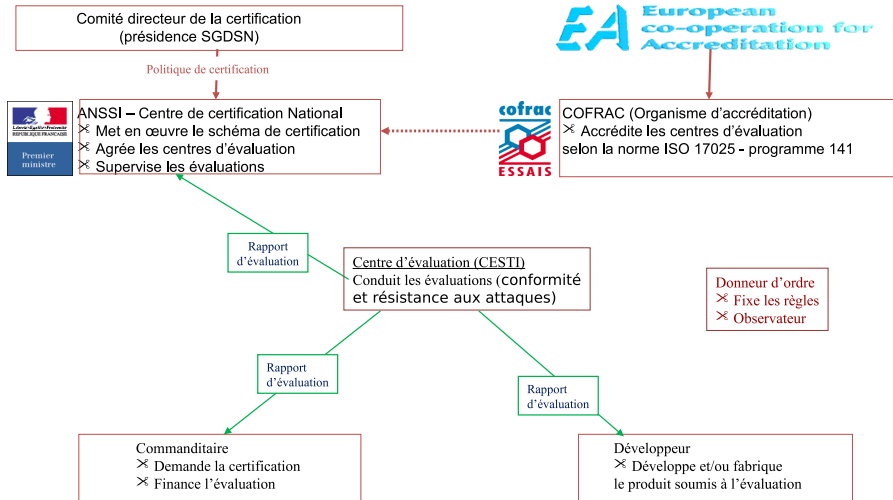 Comité directeur de la certification
(présidence SGDSN)
European
co-operation for
Accreditation
EA
Politique de certification
Liberté • Égalité • Fraternité
RÉPUBLIQUE FRANÇAISE
Premier
ministre
ANSSI – Centre de certification National
Met en œuvre le schéma de certification
Agrée les centres d’évaluation
Supervise les évaluations
cofrac
ESSAIS
COFRAC (Organisme d’accréditation)
Accrédite les centres d’évaluation
selon la norme ISO 17025 - programme 141
Rapport
d’évaluation
Centre d’évaluation (CESTI)
Conduit les évaluations (conformité
et résistance aux attaques)
Donneur d’ordre
Fixe les règles
Observateur
Rapport
d’évaluation
Rapport
d’évaluation
Commanditaire
Demande la certification
Finance l’évaluation
Développeur
Développe et/ou fabrique
le produit soumis à l’évaluation